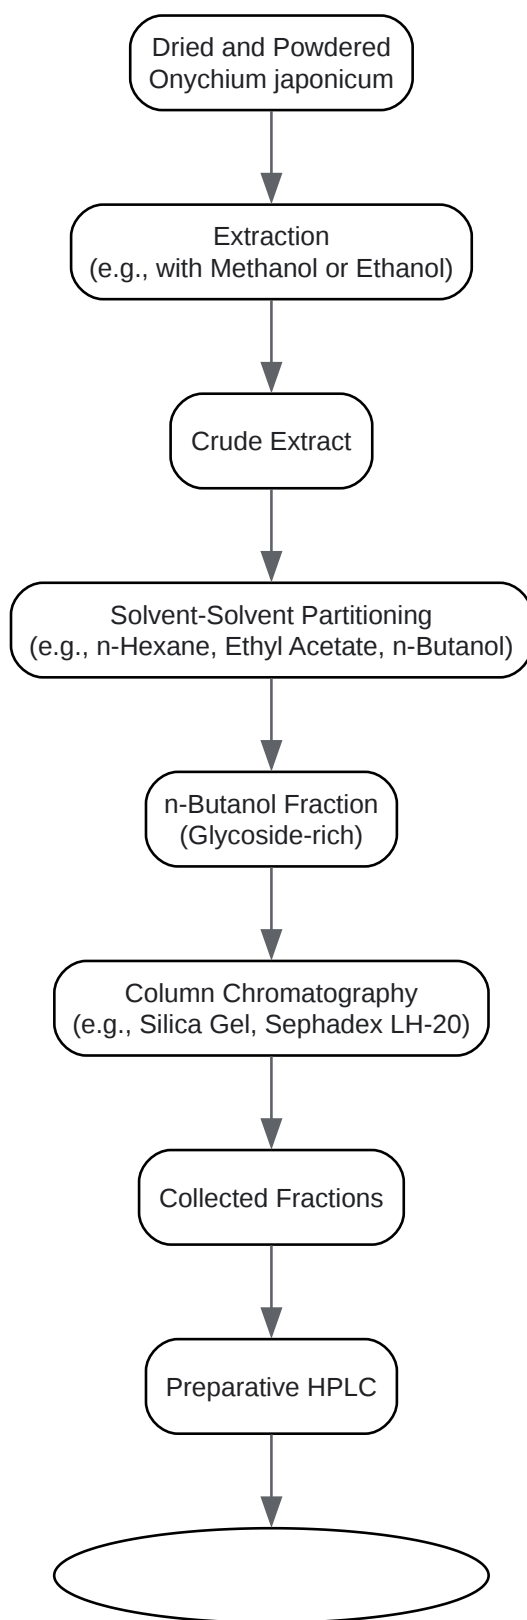 Dried and Powdered
Onychium japonicum
Extraction
(e.g., with Methanol or Ethanol)
Crude Extract
Solvent-Solvent Partitioning
(e.g., n-Hexane, Ethyl Acetate, n-Butanol)
n-Butanol Fraction
(Glycoside-rich)
Column Chromatography
(e.g., Silica Gel, Sephadex LH-20)
Collected Fractions
Preparative HPLC